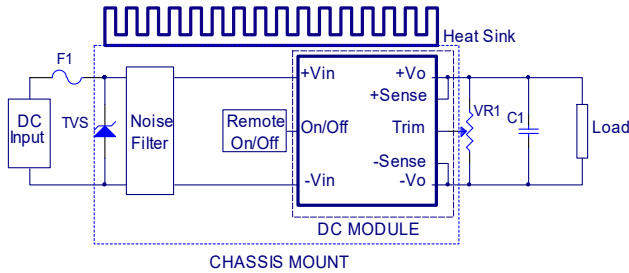 Heat Sink
F1
+Vin
+Vo
+Sense
VR1
DC
Input
TVS
Noise
Filter
Remote
On/Off
On/Off
Trim
C1
Load
-Sense
-Vin
-Vo
DC MODULE
CHASSIS MOUNT